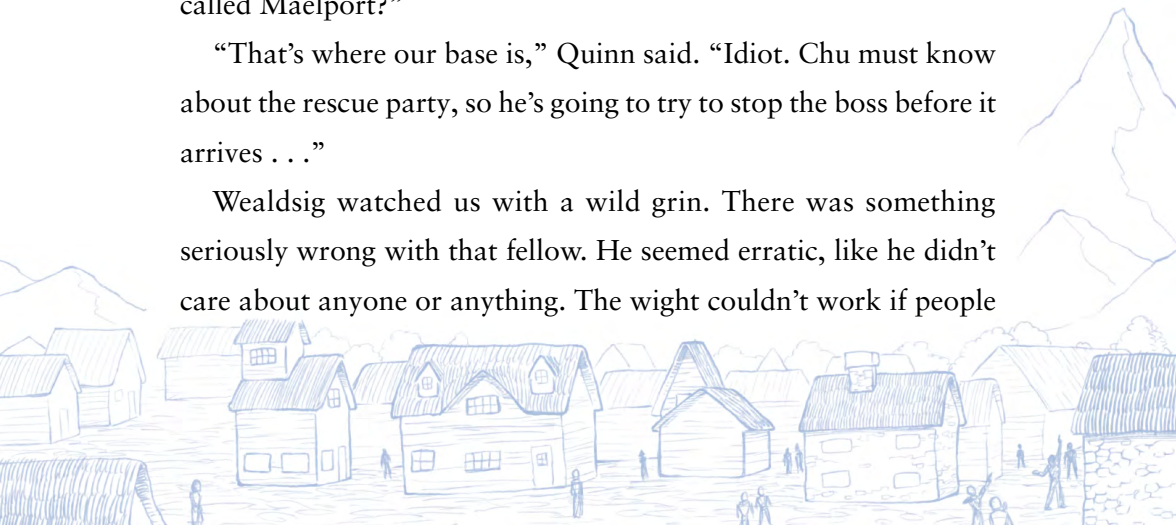 called Maelport?”
“That’s where our base is,” Quinn said. “Idiot. Chu must know
about the rescue party, so he’s going to try to stop the boss before it
arrives . . .”
Wealdsig watched us with a wild grin. There was something
seriously wrong with that fellow. He seemed erratic, like he didn’t
care about anyone or anything. The wight couldn’t work if people